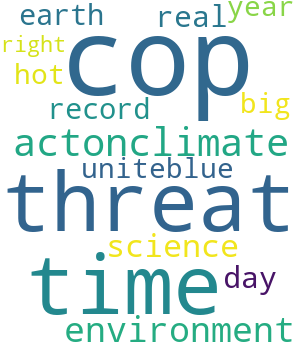 earth real year
right cop
hot
record big
actonclimate
uniteblue
threat
science
time day
environment